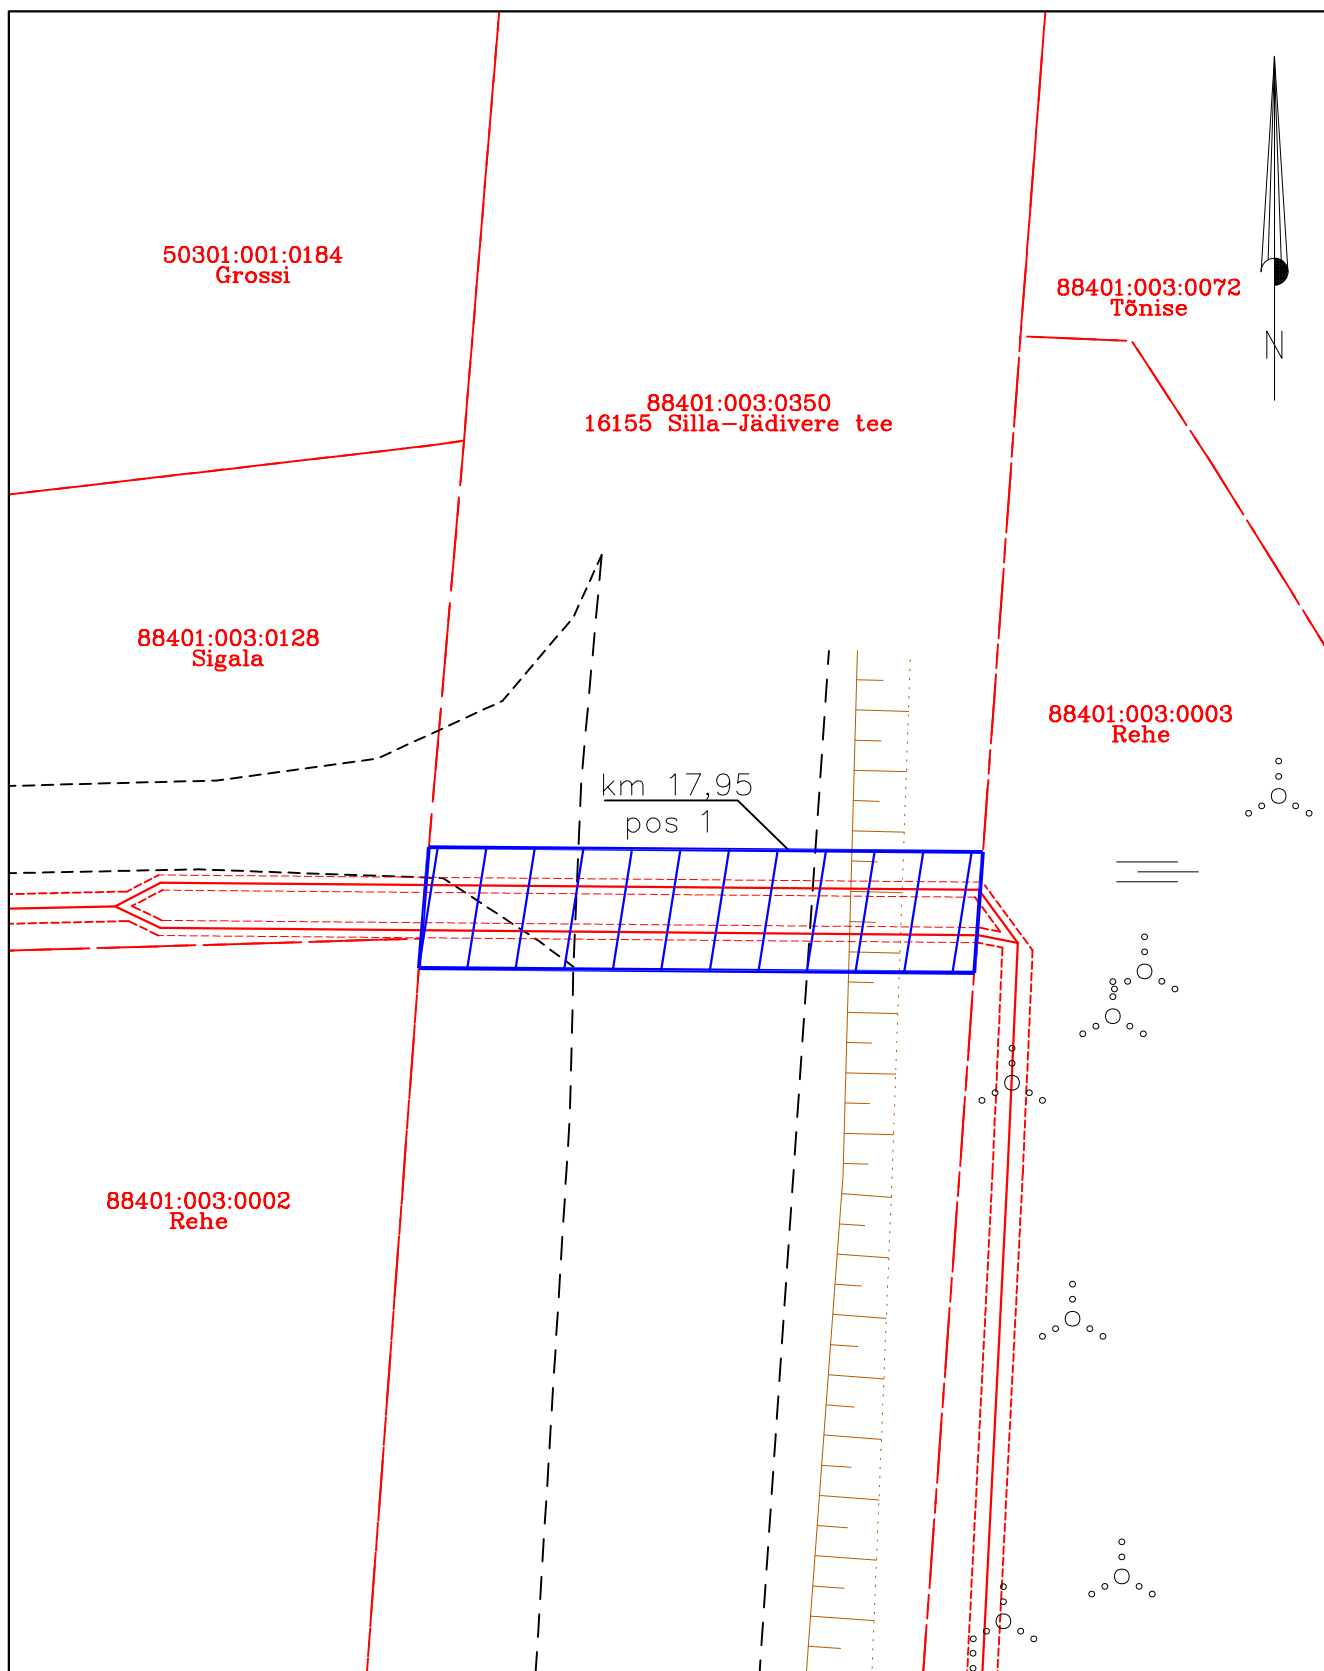 50301:001:0184
Grossi
88401:003:0072
Tõnise
N
88401:003:0350
16155 Silla-Jädivere tee
88401:003:0128
Sigala
88401:003:0003
Rehe
km 17,95
pos 1
88401:003:0002
Rehe